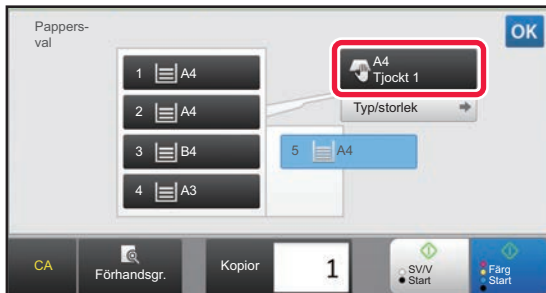 Pappers-
val
OK
1 A4
2 A4
3 B4
4 A3
A4
Tjockt 1
Typ/storlek
5 A4
CA
Förhandsgr.
Kopior
1
SV/V
Start
Färg
Start